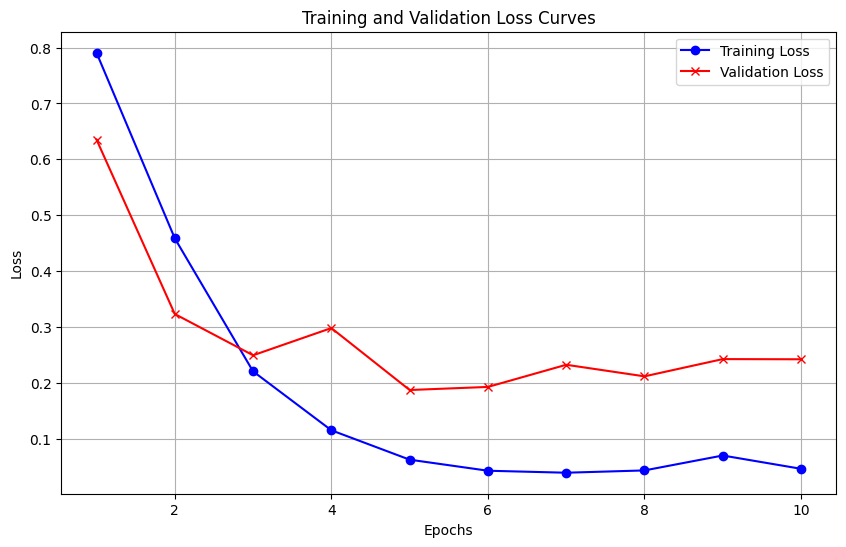 Training and Validation Loss Curves
Training Loss
Validation Loss
0.8
0.7
0.6
0.5
0.4
0.3
0.2
0.1
Loss
2 4 6 8 10
Epochs